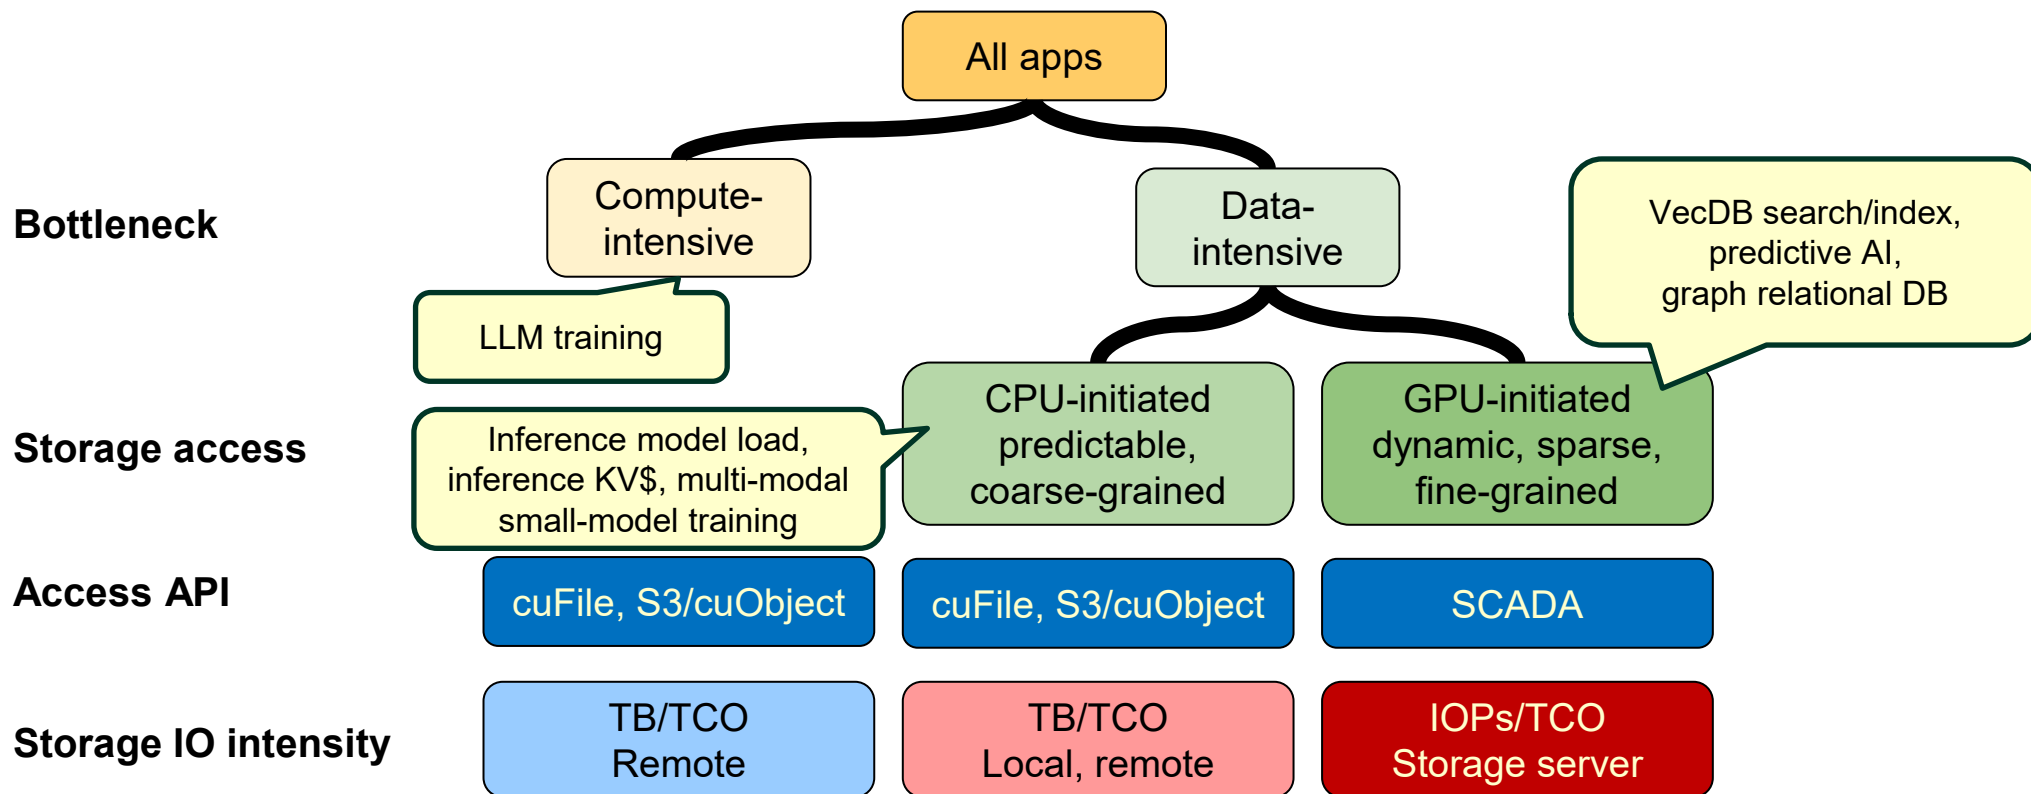 All apps
Bottleneck
Compute-
intensive
Data-
intensive
VecDB search/index,
predictive AI,
graph relational DB
LLM training
Storage access
Inference model load,
inference KV$, multi-modal
small-model training
CPU-initiated
predictable,
coarse-grained
GPU-initiated
dynamic, sparse,
fine-grained
Access API
cuFile, S3/cuObject
cuFile, S3/cuObject
SCADA
Storage IO intensity
TB/TCO
Remote
TB/TCO
Local, remote
IOPs/TCO
Storage server